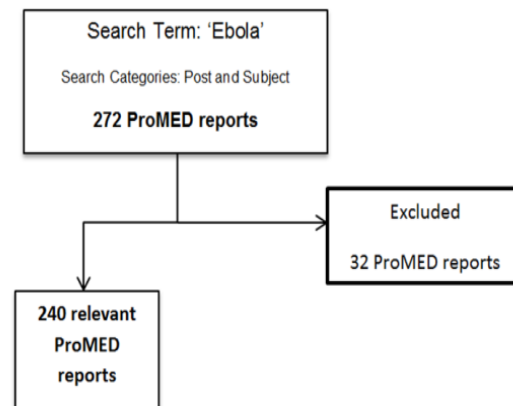 Search Term: ‘Ebola’
Search Categories: Post and Subject
272 ProMED reports
Excluded
32 ProMED reports
240 relevant
ProMED
reports